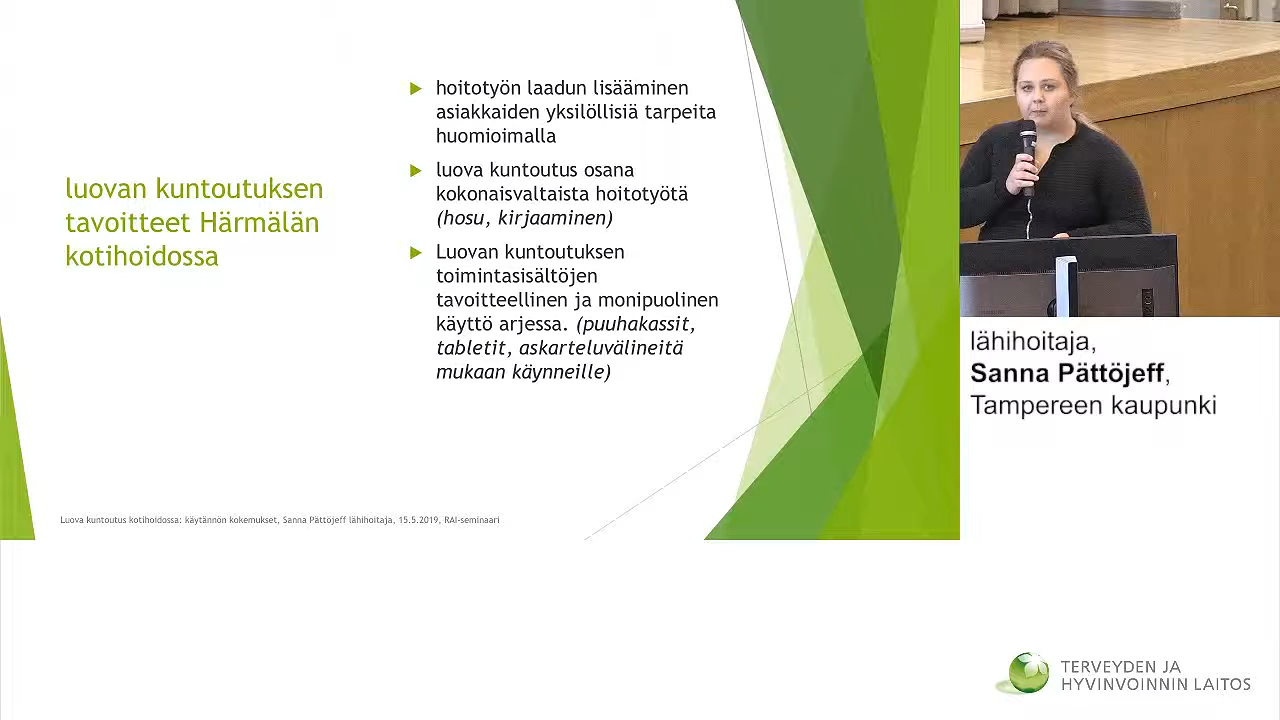 luovan kuntoutuksen
tavoitteet Härmälän
kotihoidossa
hoitotyön laadun lisääminen
asiakkaiden yksilöllisiä tarpeita
huomioimalla
luova kuntoutus osana
kokonaisvaltaista hoitotyötä
(hosu, kirjaaminen)
Luovan kuntoutuksen
toimintasisältöjen
tavoitteellinen ja monipuolinen
käyttö arjessa. (puuhakassit,
tabletit, askarteluvälineitä
mukaan käynneille)
Luova kuntoutus kotihoidossa: käytännön kokemukset, Sanna Pättöjeff lähihoitaja, 15.5.2019, RAI-seminaari
lähihoitaja,
Sanna Pättöjeff,
Tampereen kaupunki
TERVEYDEN JA
HYVINVOINNIN LAITOS